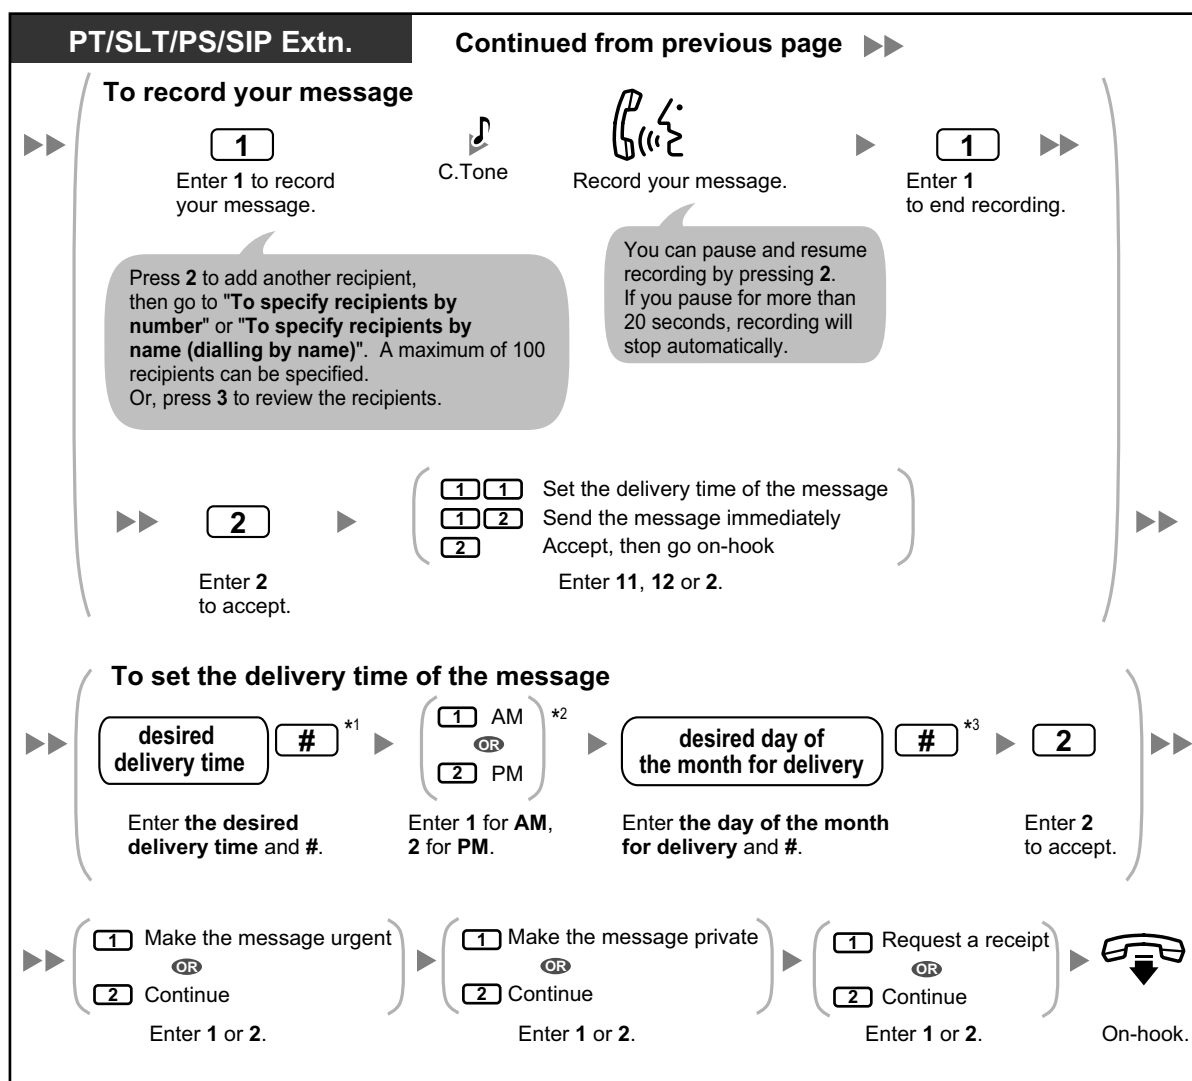 PT/SLT/PS/SIP Extn.
Continued from previous page
To record your message
1
Enter 1 to record
your message.
C.Tone
Record your message.
1
Enter 1
to end recording.
Press 2 to add another recipient,
then go to "To specify recipients by
number" or "To specify recipients by
name (dialling by name)".  A maximum of 100
recipients can be specified.
Or, press 3 to review the recipients.
You can pause and resume
recording by pressing 2.
If you pause for more than
20 seconds, recording will
stop automatically.
2
Enter 2
to accept.
1 1 Set the delivery time of the message
1 2 Send the message immediately
2 Accept, then go on-hook
Enter 11, 12 or 2.
To set the delivery time of the message
desired
delivery time
# *1
Enter the desired
delivery time and #.
1 AM *2
OR
2 PM
Enter 1 for AM,
2 for PM.
desired day of
the month for delivery
# *3
Enter the day of the month
for delivery and #.
2
Enter 2
to accept.
1 Make the message urgent
OR
2 Continue
Enter 1 or 2.
1 Make the message private
OR
2 Continue
Enter 1 or 2.
1 Request a receipt
OR
2 Continue
Enter 1 or 2.
On-hook.